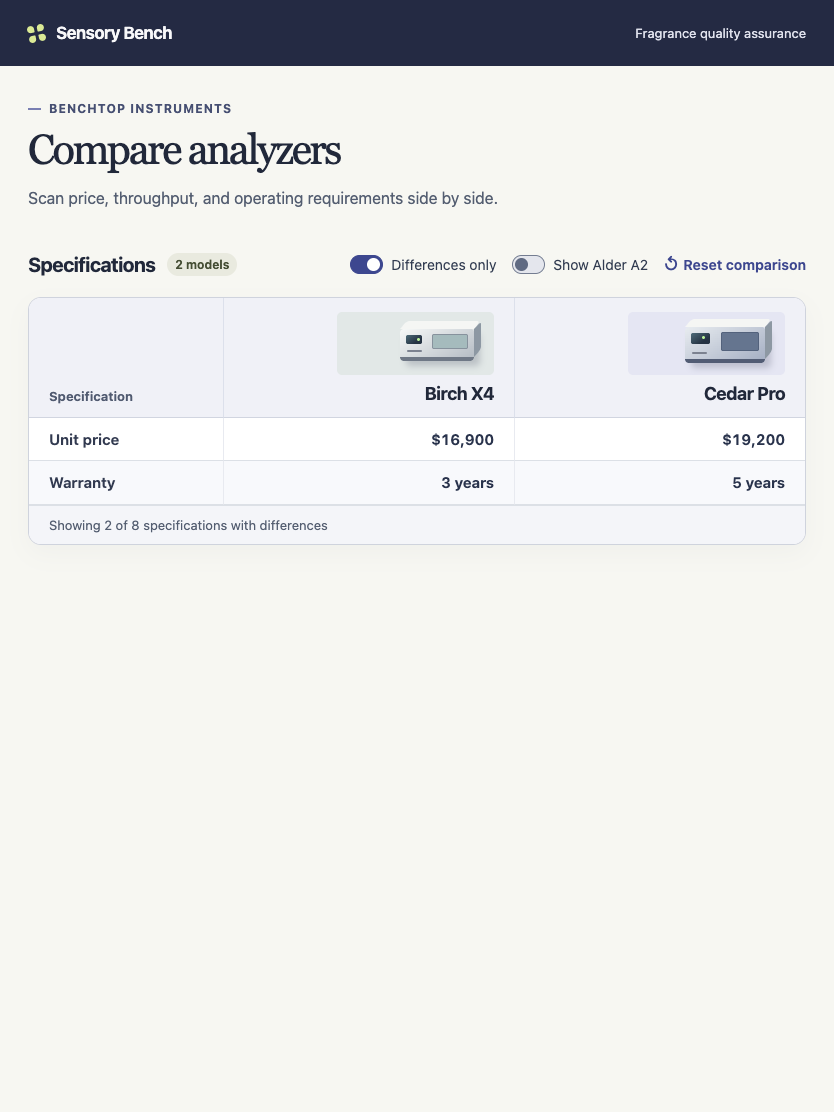 Sensory Bench
Fragrance quality assurance
— BENCHTOP INSTRUMENTS
Compare analyzers
Scan price, throughput, and operating requirements side by side.
Specifications 2 models Differences only Show Alder A2 Reset comparison
Specification Birch X4 Cedar Pro
Unit price $16,900 $19,200
Warranty 3 years 5 years
Showing 2 of 8 specifications with differences